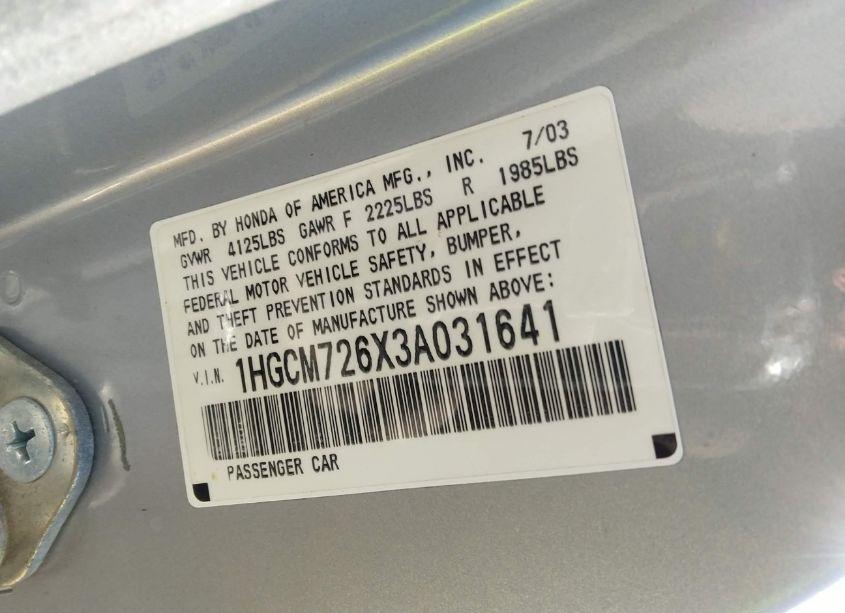 MFD. BY HONDA OF AMERICA MFG., INC. 7/03
GVWR 4125LBS GAWR F 2225LBS R 1985LBS
THIS VEHICLE CONFORMS TO ALL APPLICABLE
FEDERAL MOTOR VEHICLE SAFETY, BUMPER,
AND THEFT PREVENTION STANDARDS IN EFFECT
ON THE DATE OF MANUFACTURE SHOWN ABOVE:
V.I.N. 1HGCM726X3A031641
PASSENGER CAR